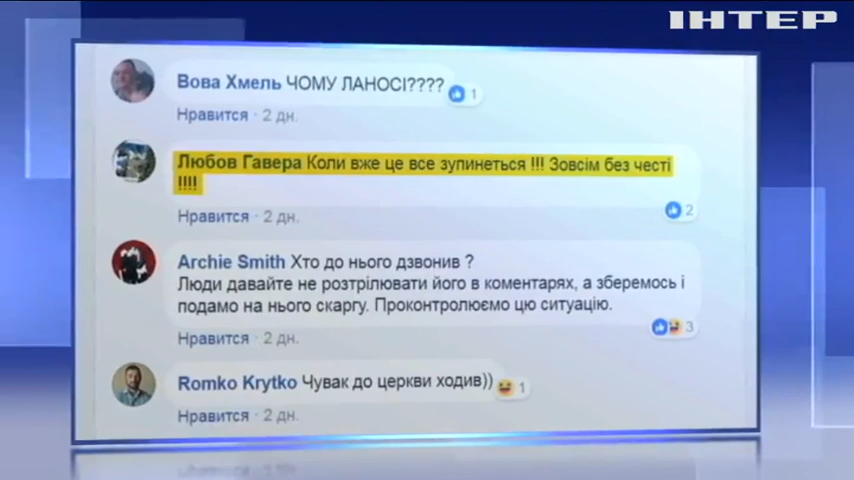 ІНТЕР
Вова Хмель ЧОМУ ЛАНОСІ????
1
Нравится · 2 дн.
Любов Гавера Коли вже це все зупинеться !!! Зовсім без честі
!!!!
2
Нравится · 2 дн.
Archie Smith Хто до нього дзвонив ?
Люди давайте не розтрілювати його в коментарях, а зберемось і
подамо на нього скаргу. Проконтролюємо цю ситуацію.
3
Нравится · 2 дн.
Romko Krytko Чувак до церкви ходив))
1
Нравится · 2 дн.